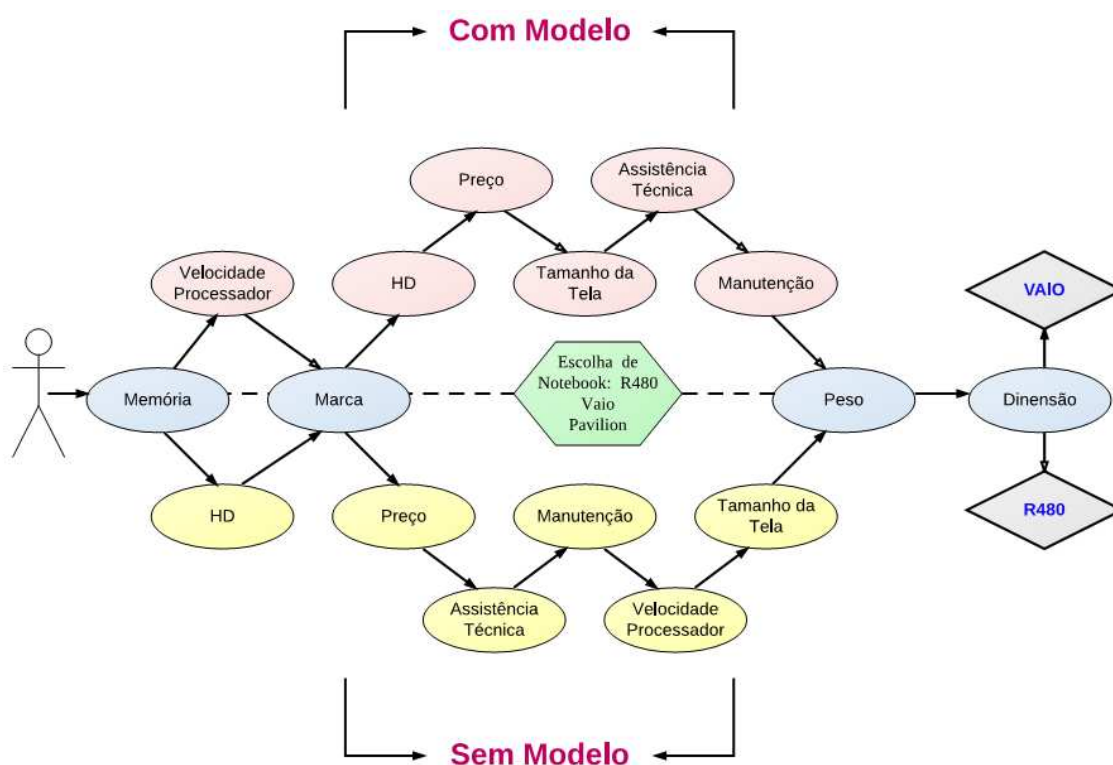 Com Modelo
Preço
Assistência
Técnica
Velocidade
Processador
HD
Tamanho da
Tela
Manutenção
VAIO
Escolha de
Notebook: R480
Vaio
Pavilion
Memória
Marca
Peso
Dinensão
HD
Preço
Manutenção
Tamanho da
Tela
R480
Assistência
Técnica
Velocidade
Processador
Sem Modelo